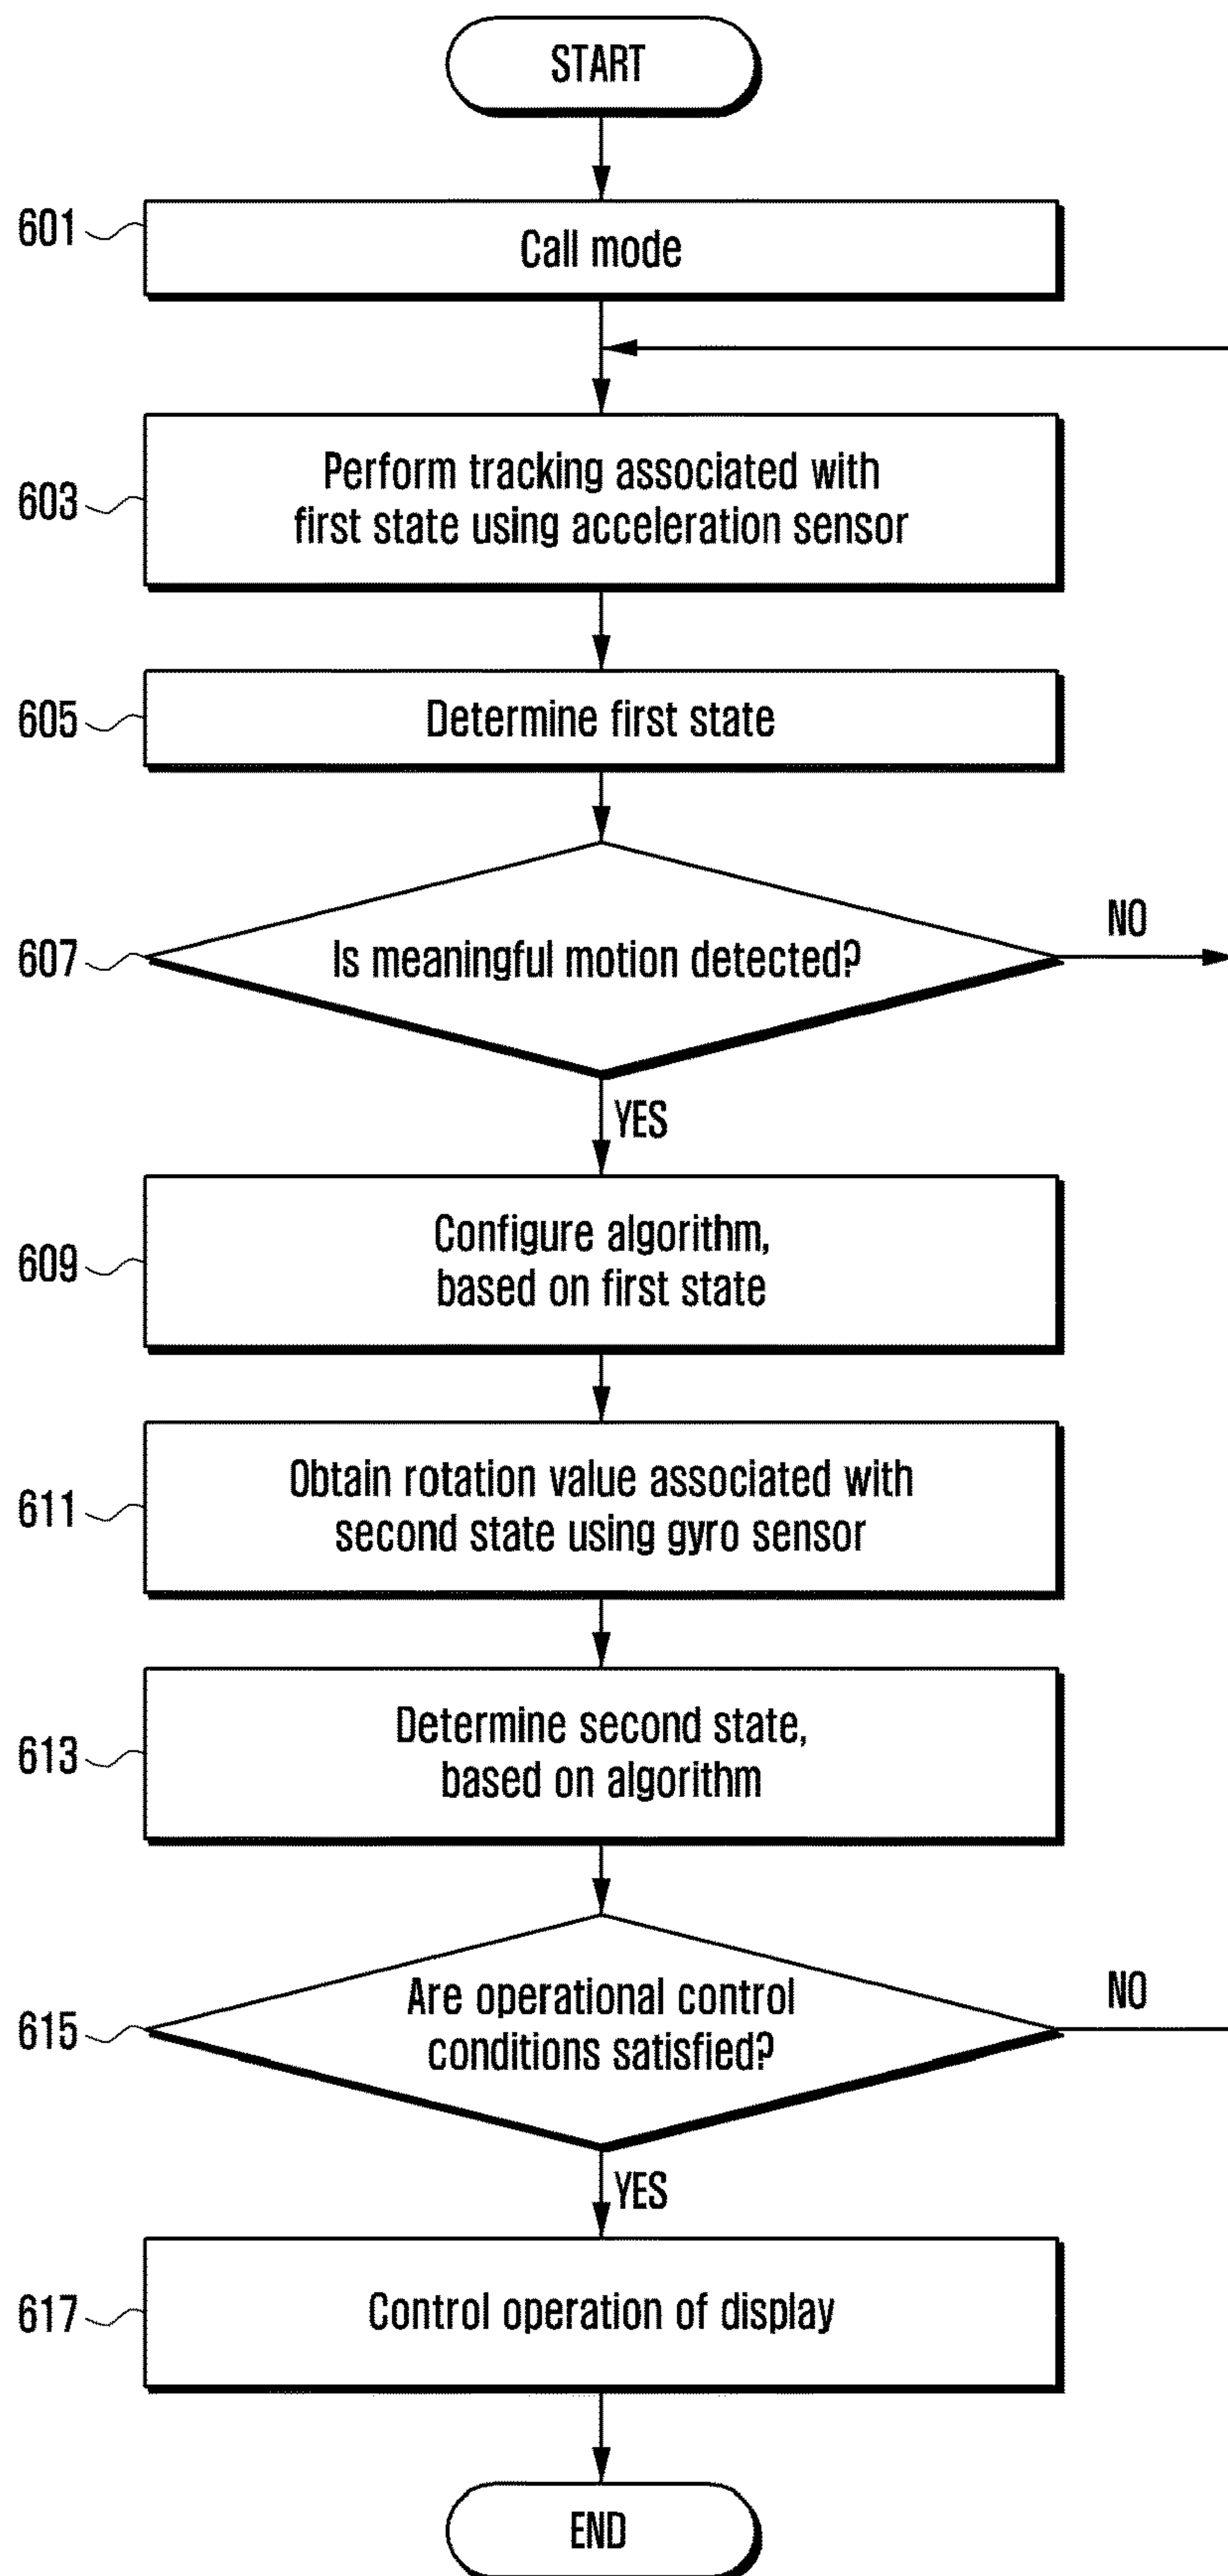 START
601
Call mode
603
Perform tracking associated with
first state using acceleration sensor
605
Determine first state
607
Is meaningful motion detected?
NO
YES
609
Configure algorithm,
based on first state
611
Obtain rotation value associated with
second state using gyro sensor
613
Determine second state,
based on algorithm
615
Are operational control
conditions satisfied?
NO
YES
617
Control operation of display
END